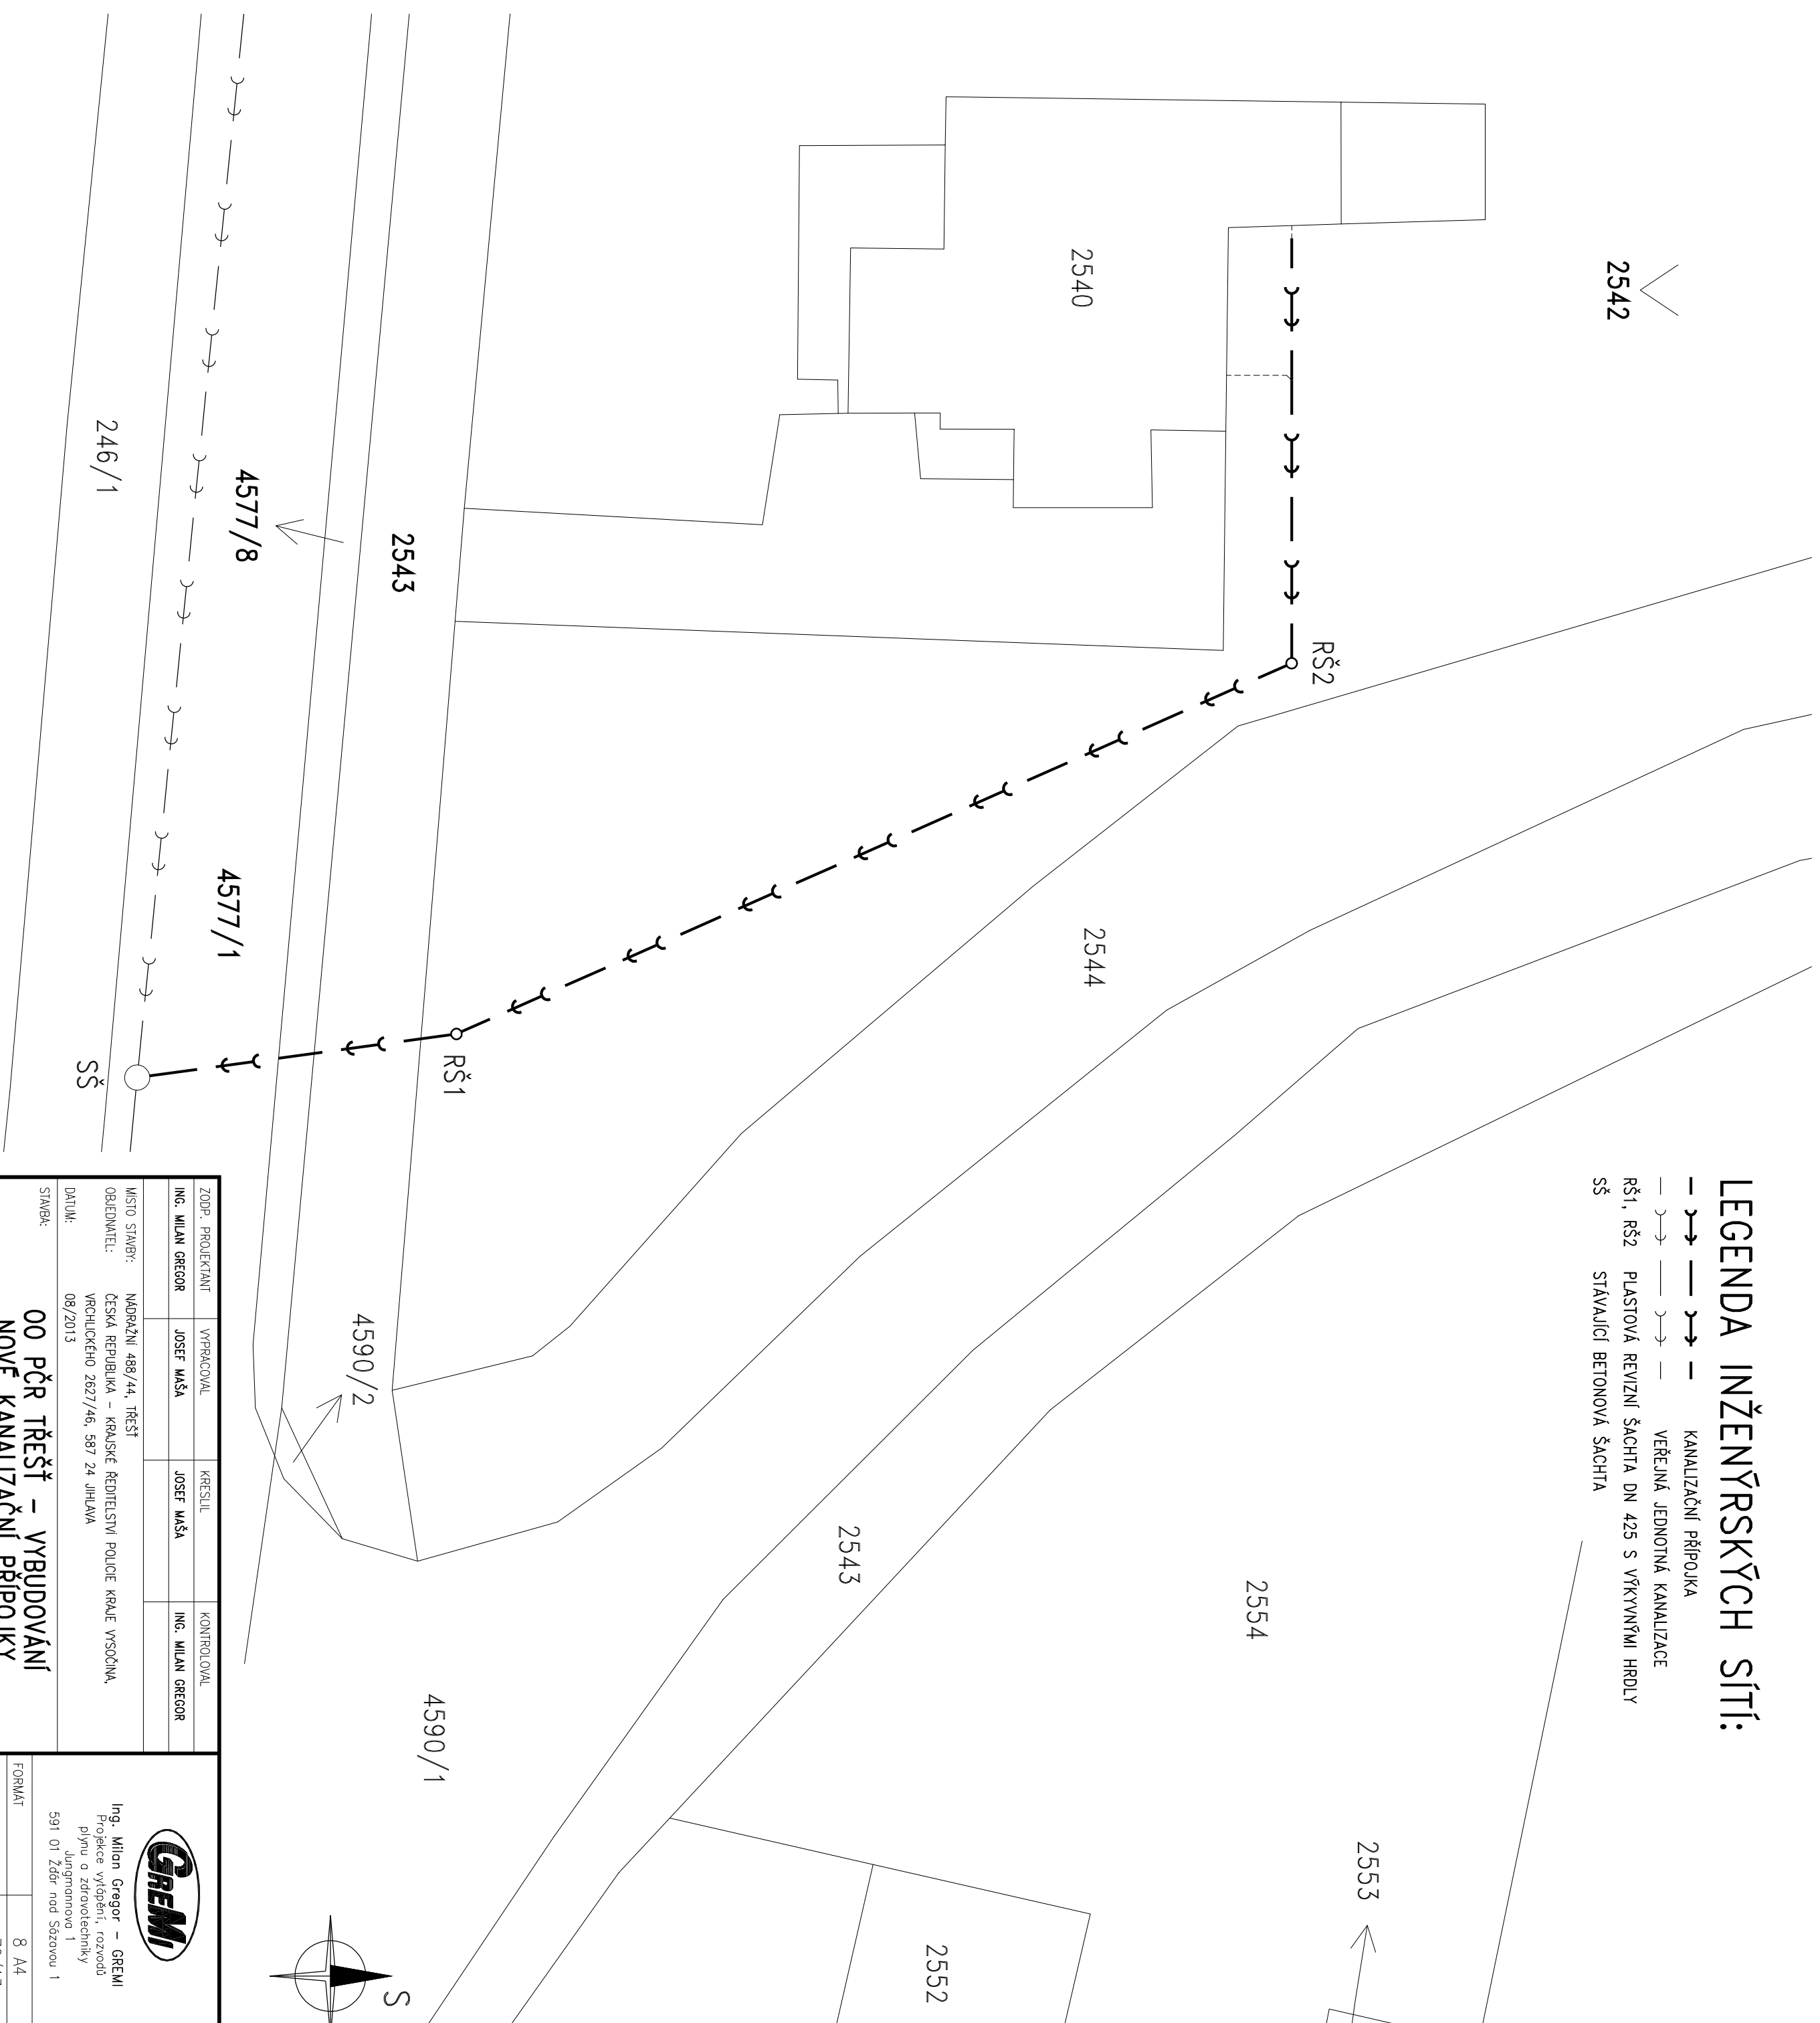 LEGENDA INŽENÝRSKÝCH SÍTÍ:
KANALIZAČNÍ PŘÍPOJKA
VEŘEJNÁ JEDNOTNÁ KANALIZACE
RŠ1, RŠ2 PLASTOVÁ REVIZNÍ ŠACHTA DN 425 S VÝKYVNÝMI HRDLY
SŠ STÁVAJÍCÍ BETONOVÁ ŠACHTA
2542
2540
RŠ2
2544
2554
2553
2552
2543
2543
RŠ1
4577/8
246/1
4577/1
SŠ
4590/2
4590/1
S
ZODP. PROJEKTANT VYPRACOVAL KRESLIL KONTROLOVAL
ING. MILAN GREGOR JOSEF MAŠA JOSEF MAŠA ING. MILAN GREGOR
MÍSTO STAVBY: NÁDRAŽNÍ 488/44, TŘEŠŤ
OBJEDNATEL: ČESKÁ REPUBLIKA – KRAJSKÉ ŘEDITELSTVÍ POLICIE KRAJE VYSOČINA,
VRCHLICKÉHO 2627/46, 587 24 JIHLAVA
DATUM: 08/2013
STAVBA:
OO PČR TŘEŠŤ – VYBUDOVÁNÍ
NOVÉ KANALIZAČNÍ PŘÍPOJKY
GREMI
Ing. Milan Gregor – GREMI
Projekce vytápění, rozvodů
plynu a zdravotechniky
Jungmannova 1
591 01 Žďár nad Sázavou 1
FORMÁT 8 A4